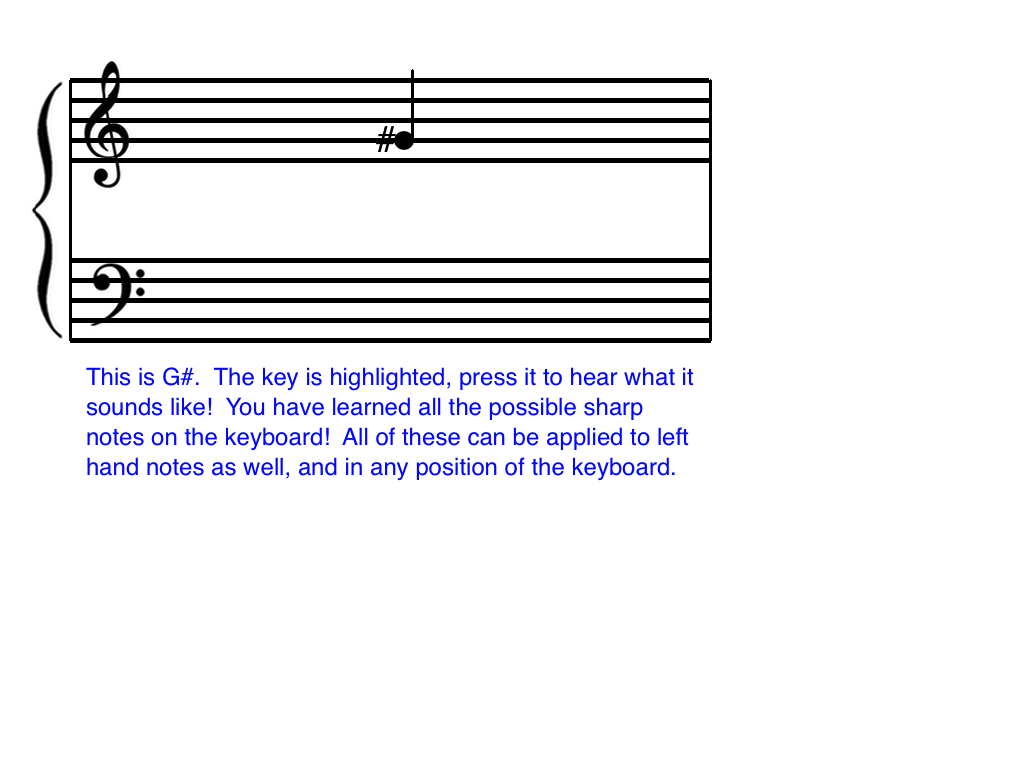 #
This is G#.  The key is highlighted, press it to hear what it
sounds like!  You have learned all the possible sharp
notes on the keyboard!  All of these can be applied to left
hand notes as well, and in any position of the keyboard.